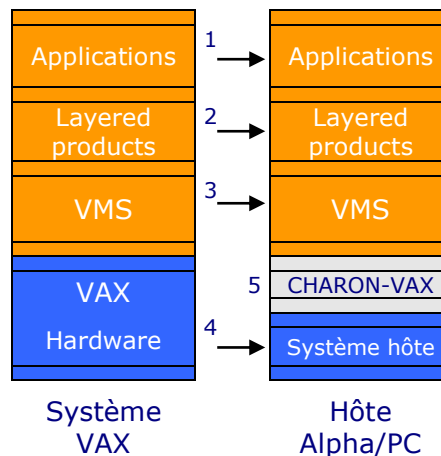 Applications
1
Applications
Layered
products
2
Layered
products
VMS
3
VMS
VAX
Hardware
5
CHARON-VAX
4
Système hôte
Système
VAX
Hôte
Alpha/PC